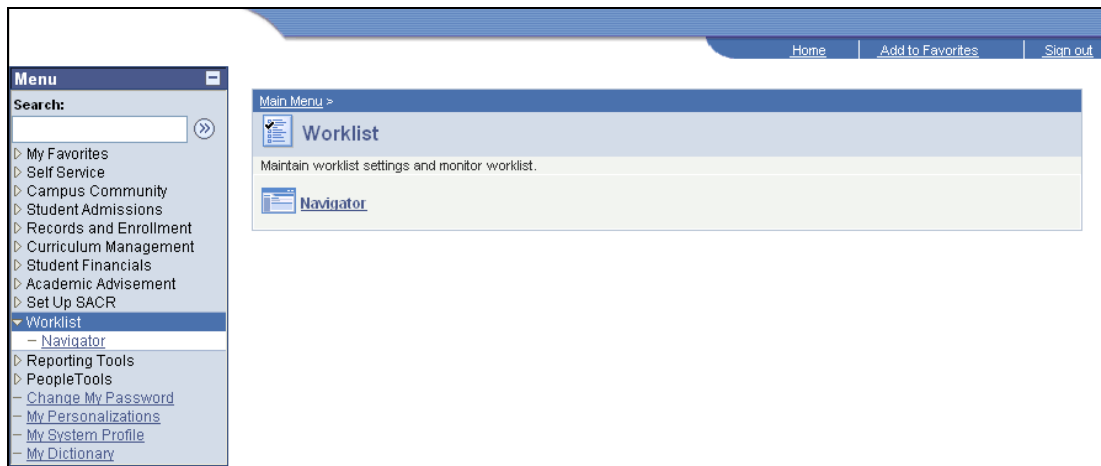 Home
Add to Favorites
Sign out
Menu
Search:
My Favorites
Self Service
Campus Community
Student Admissions
Records and Enrollment
Curriculum Management
Student Financials
Academic Advisement
Set Up SACR
Worklist
– Navigator
Reporting Tools
PeopleTools
– Change My Password
– My Personalizations
– My System Profile
– My Dictionary
Main Menu >
Worklist
Maintain worklist settings and monitor worklist.
Navigator